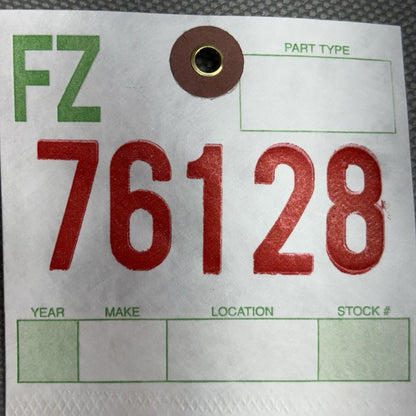 FZ
PART TYPE
76128
YEAR MAKE LOCATION STOCK #